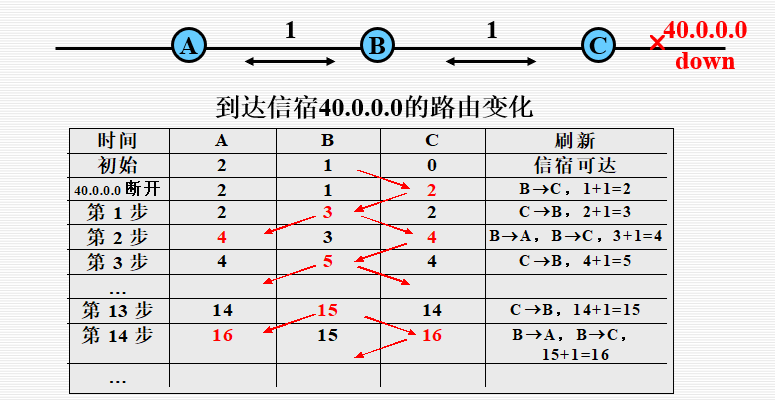 1 1 40.0.0.0
A B C down
到达信宿40.0.0.0的路由变化
时间 A B C 刷新
初始 2 1 0 信宿可达
40.0.0.0 断开 2 1 2 B→C，1+1=2
第 1 步 2 3 2 C→B，2+1=3
第 2 步 4 3 4 B→A，B→C，3+1=4
第 3 步 4 5 4 C→B，4+1=5
…
第 13 步 14 15 14 C→B，14+1=15
第 14 步 16 15 16 B→A，B→C，
15+1=16
…